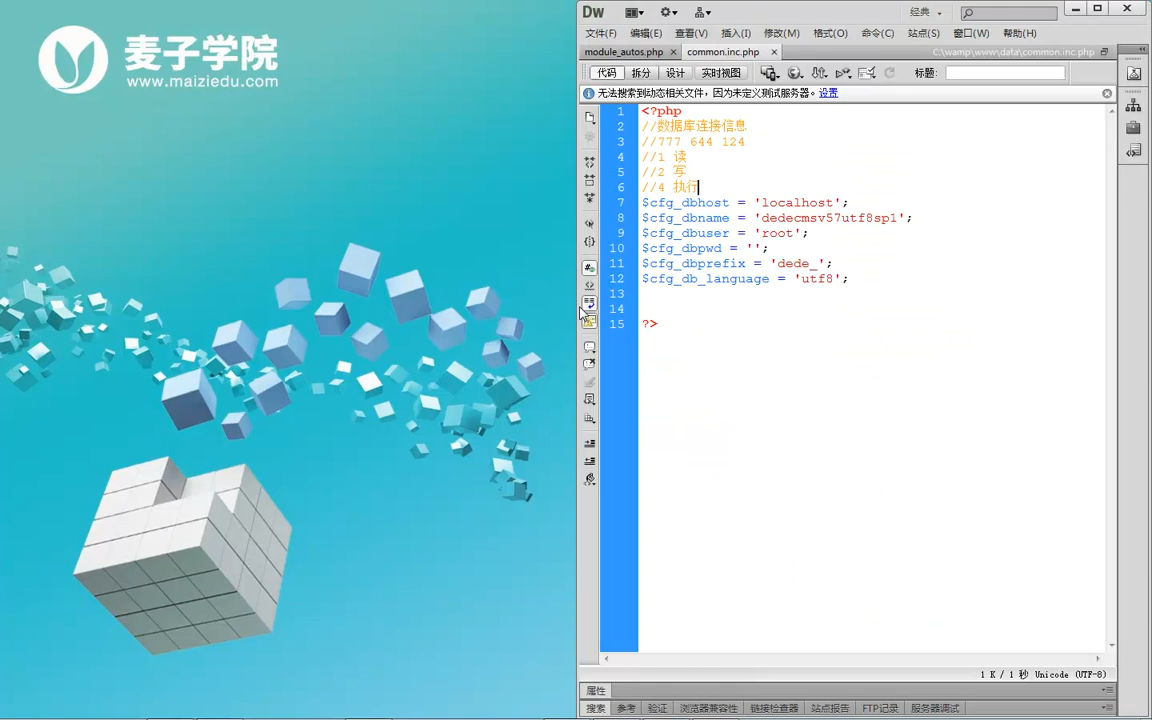 麦子学院
www.maiziedu.com
Dw
经典
文件(F) 编辑(E) 查看(V) 插入(I) 修改(M) 格式(O) 命令(C) 站点(S) 窗口(W) 帮助(H)
module_autos.php × common.inc.php × C:\wamp\www\data\common.inc.php
代码 拆分 设计 实时视图 标题:
无法搜索到动态相关文件，因为未定义测试服务器。设置
1 <?php
2 //数据库连接信息
3 //777 644 124
4 //1 读
5 //2 写
6 //4 执行
7 $cfg_dbhost = 'localhost';
8 $cfg_dbname = 'dedecmsv57utf8sp1';
9 $cfg_dbuser = 'root';
10 $cfg_dbpwd = '';
11 $cfg_dbprefix = 'dede_';
12 $cfg_db_language = 'utf8';
13
14
15 ?>
1 K / 1 秒 Unicode (UTF-8)
属性
搜索 参考 验证 浏览器兼容性 链接检查器 站点报告 FTP记录 服务器调试